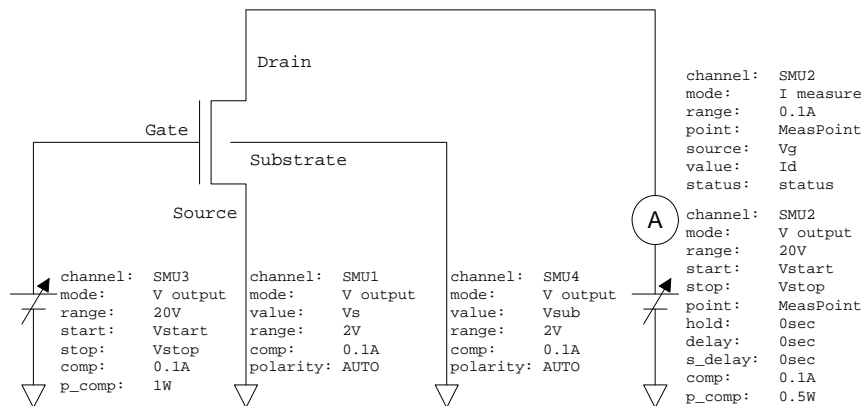 Drain
Gate
Substrate
Source
channel: SMU2
mode: I measure
range: 0.1A
point: MeasPoint
source: Vg
value: Id
status: status
A
channel: SMU2
mode: V output
range: 20V
start: Vstart
stop: Vstop
point: MeasPoint
hold: 0sec
delay: 0sec
s_delay: 0sec
comp: 0.1A
p_comp: 0.5W
channel: SMU3
mode: V output
range: 20V
start: Vstart
stop: Vstop
comp: 0.1A
p_comp: 1W
channel: SMU1
mode: V output
value: Vs
range: 2V
comp: 0.1A
polarity: AUTO
channel: SMU4
mode: V output
value: Vsub
range: 2V
comp: 0.1A
polarity: AUTO